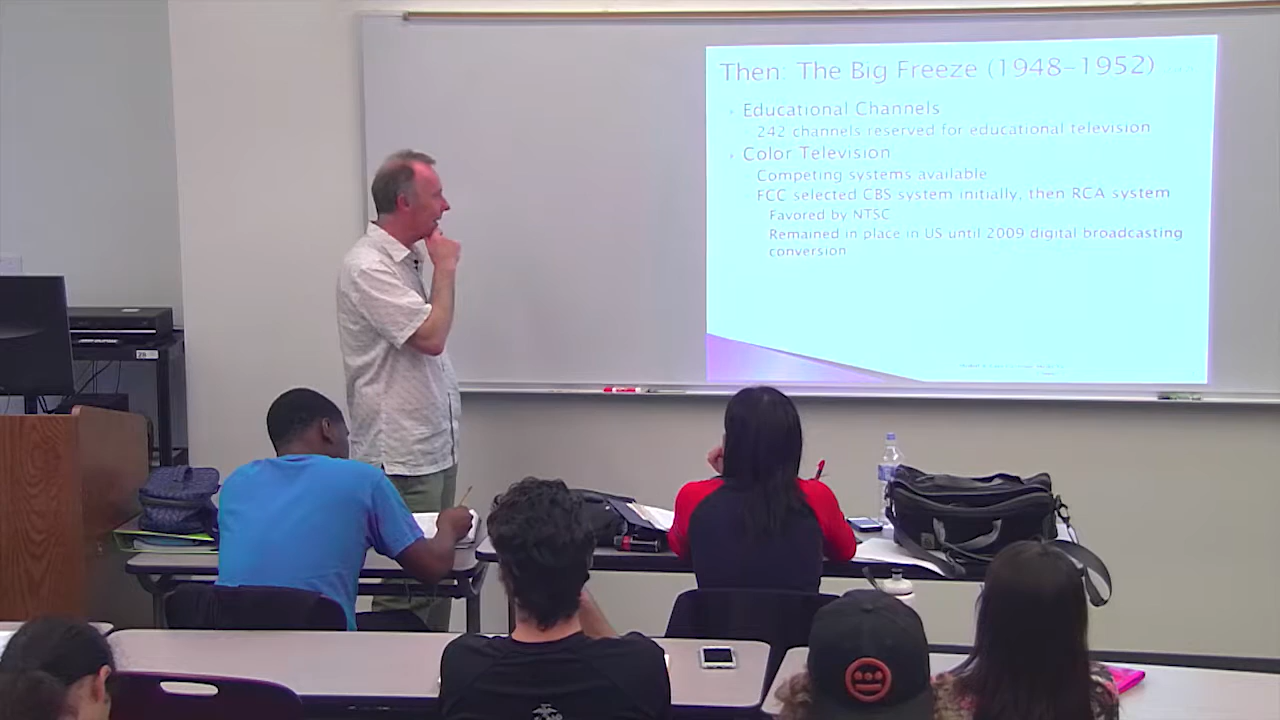 Then: The Big Freeze (1948–1952)
Educational Channels
242 channels reserved for educational television
Color Television
Competing systems available
FCC selected CBS system initially, then RCA system
Favored by NTSC
Remained in place in US until 2009 digital broadcasting
conversion